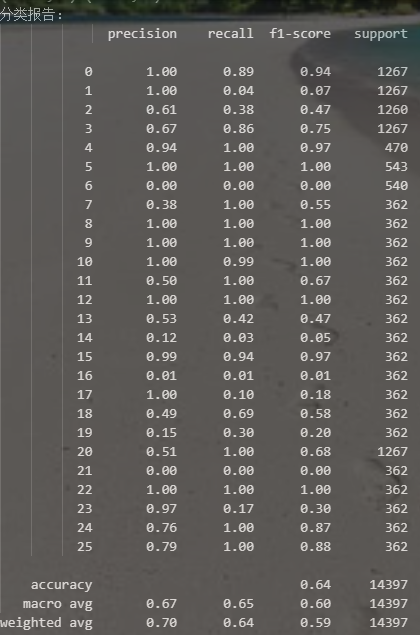 分类报告：
precision recall f1-score support
0 1.00 0.89 0.94 1267
1 1.00 0.04 0.07 1267
2 0.61 0.38 0.47 1260
3 0.67 0.86 0.75 1267
4 0.94 1.00 0.97 470
5 1.00 1.00 1.00 543
6 0.00 0.00 0.00 540
7 0.38 1.00 0.55 362
8 1.00 1.00 1.00 362
9 1.00 1.00 1.00 362
10 1.00 0.99 1.00 362
11 0.50 1.00 0.67 362
12 1.00 1.00 1.00 362
13 0.53 0.42 0.47 362
14 0.12 0.03 0.05 362
15 0.99 0.94 0.97 362
16 0.01 0.01 0.01 362
17 1.00 0.10 0.18 362
18 0.49 0.69 0.58 362
19 0.15 0.30 0.20 362
20 0.51 1.00 0.68 1267
21 0.00 0.00 0.00 362
22 1.00 1.00 1.00 362
23 0.97 0.17 0.30 362
24 0.76 1.00 0.87 362
25 0.79 1.00 0.88 362
accuracy 0.64 14397
macro avg 0.67 0.65 0.60 14397
weighted avg 0.70 0.64 0.59 14397